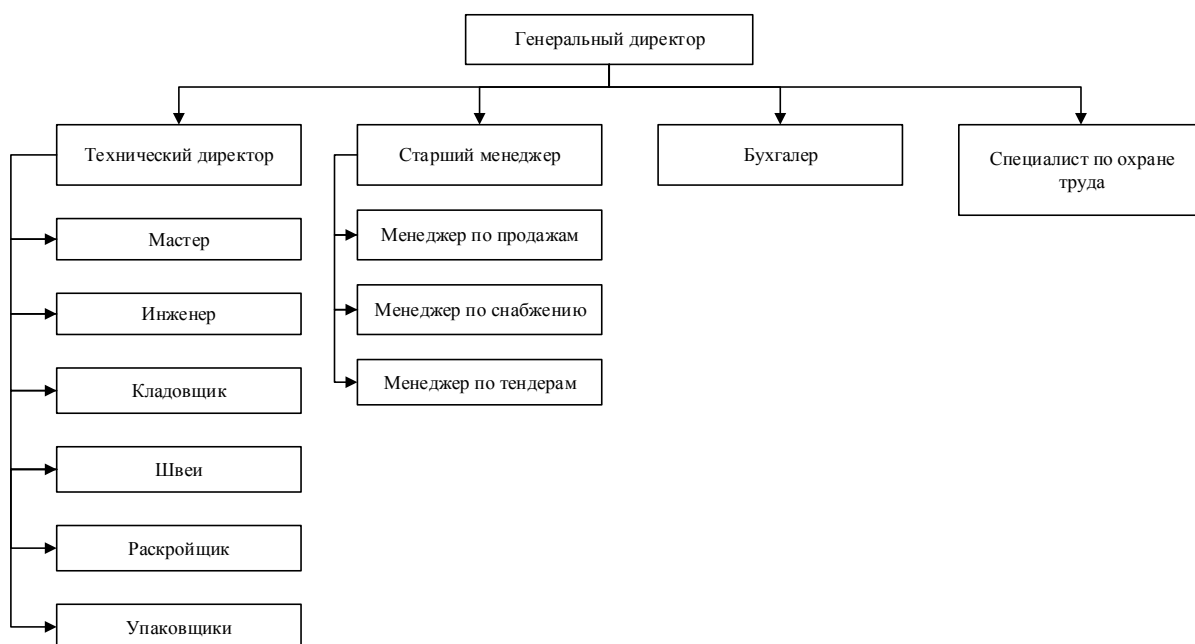 Генеральный директор
Технический директор
Старший менеджер
Бухгалер
Специалист по охране
труда
Мастер
Менеджер по продажам
Инженер
Менеджер по снабжению
Кладовщик
Менеджер по тендерам
Швеи
Раскройщик
Упаковщики